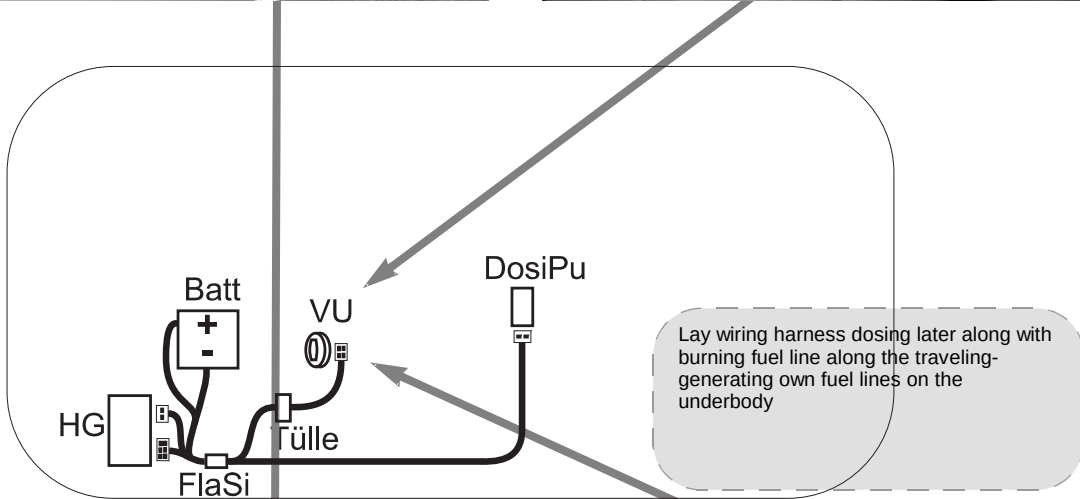 DosiPu
Batt
VU
+
-
Lay wiring harness dosing later along with
burning fuel line along the traveling-
generating own fuel lines on the
underbody
HG
Tülle
FlaSi